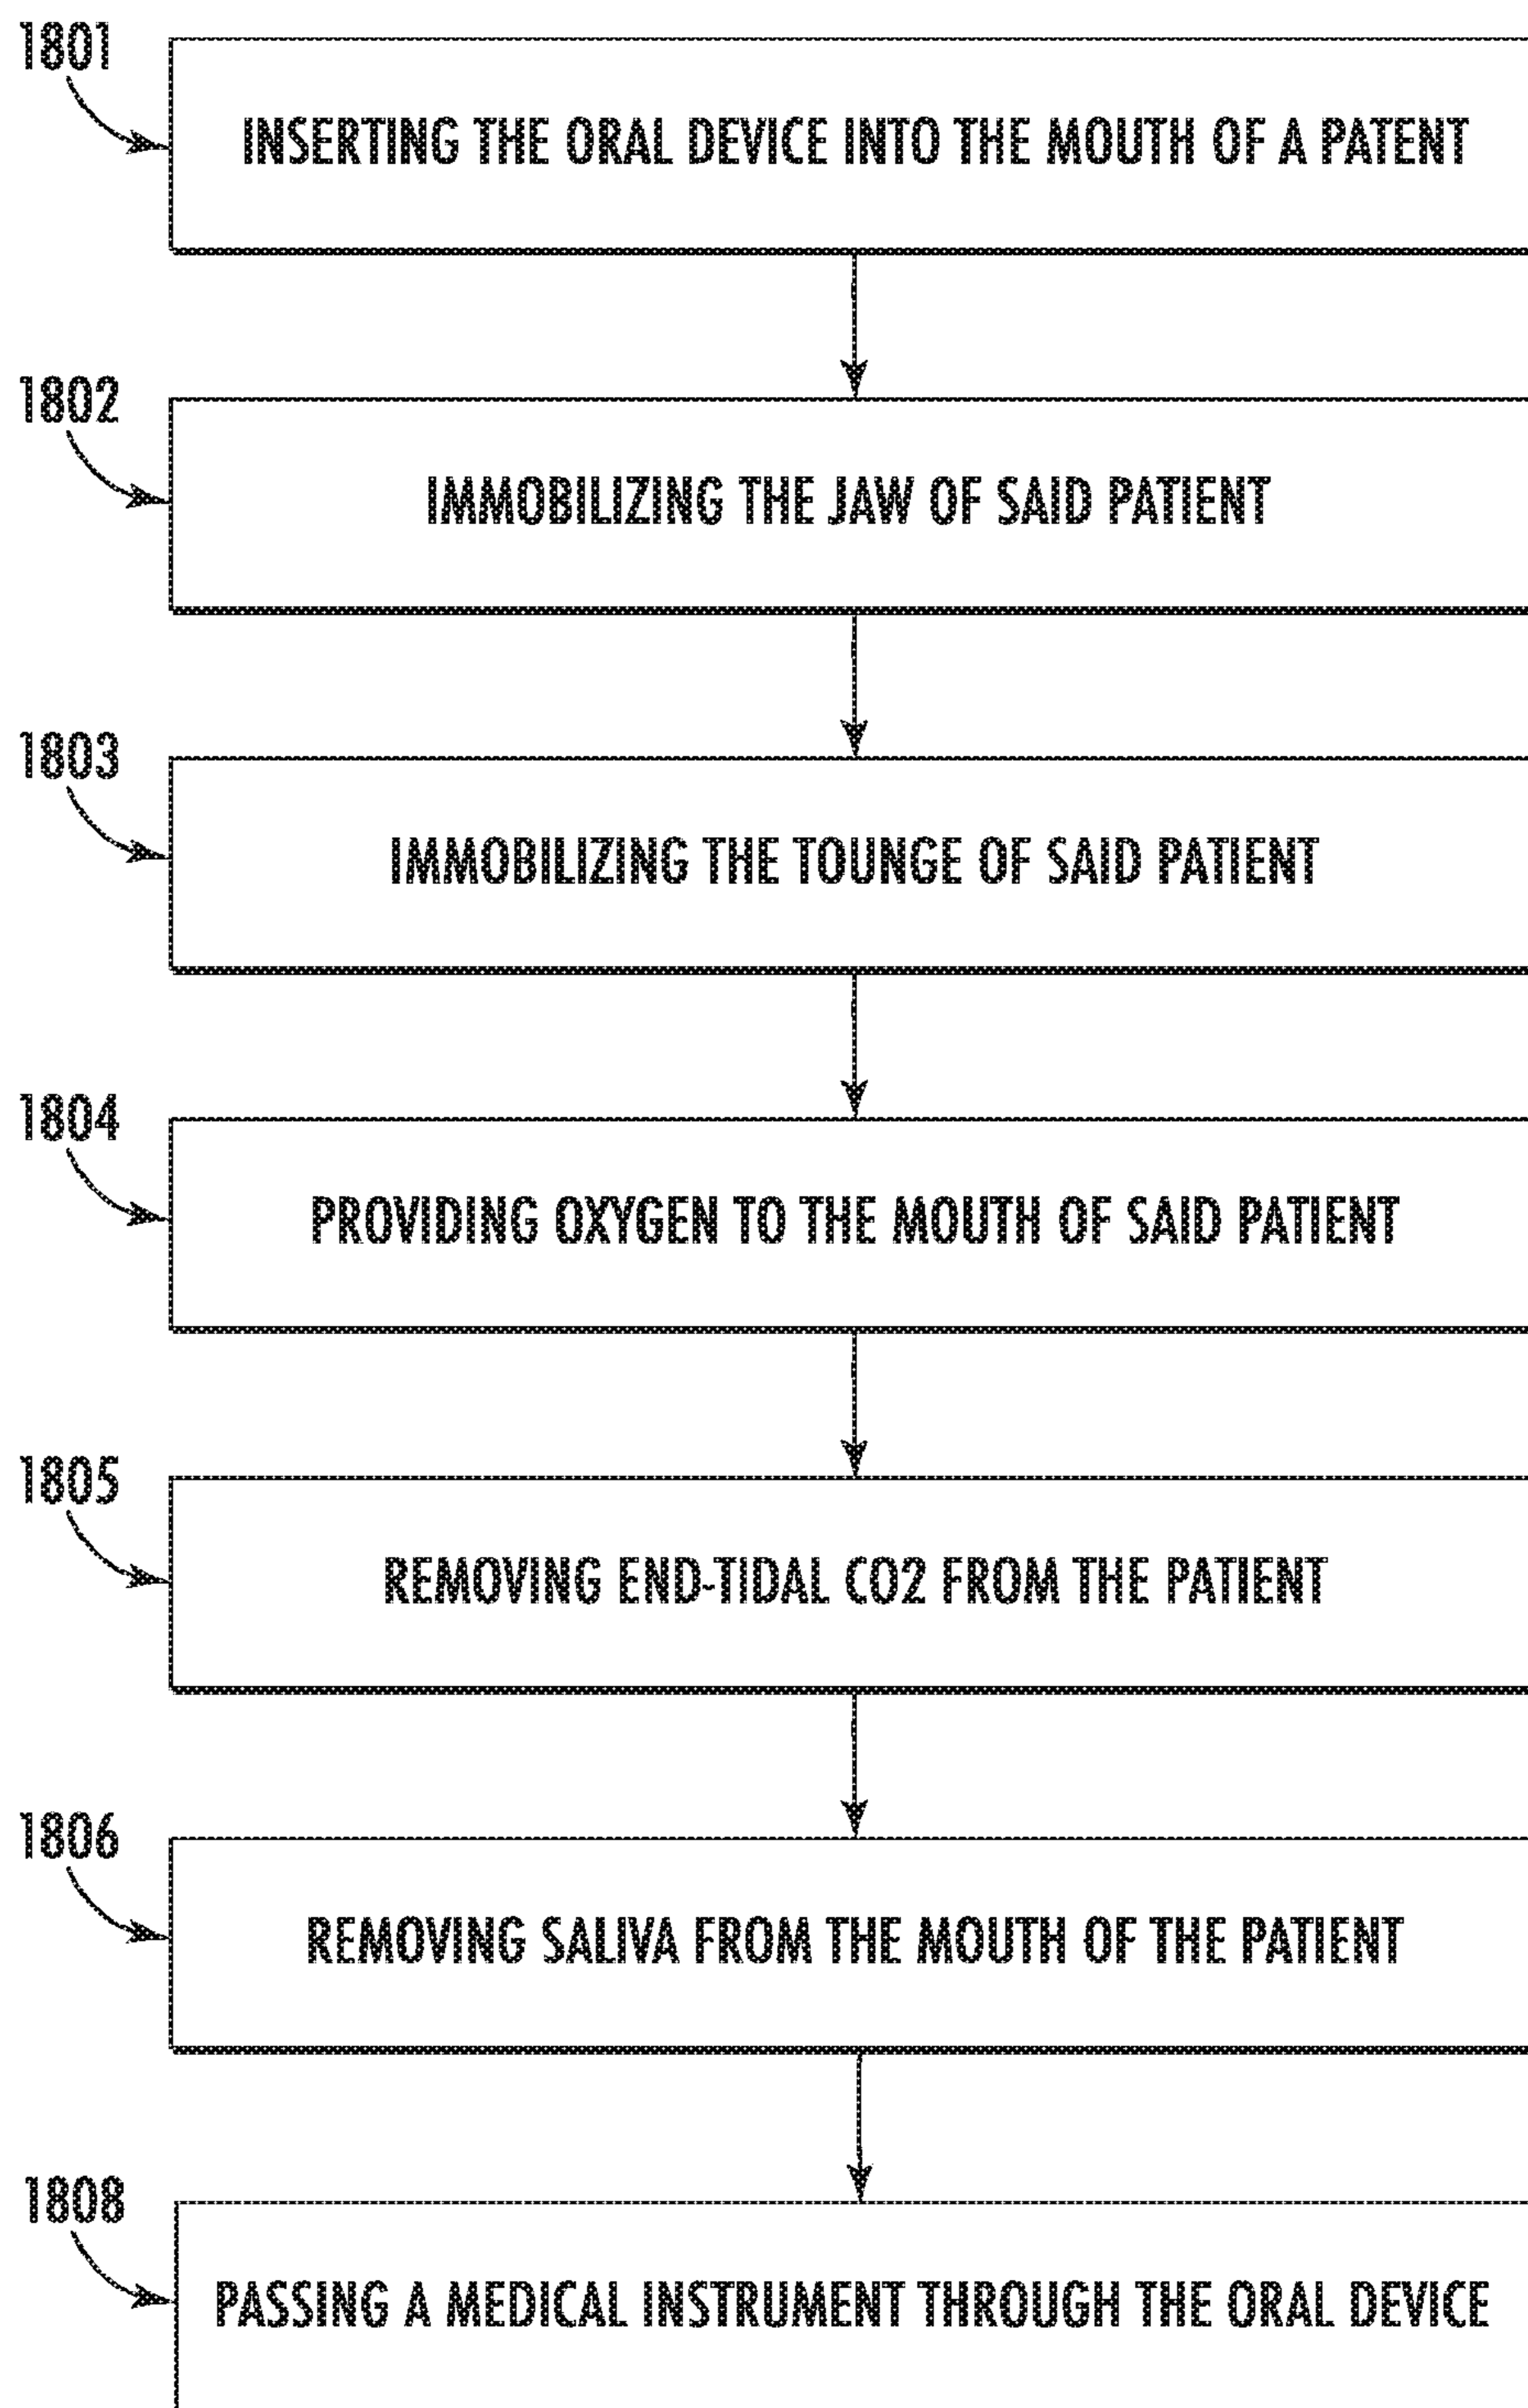 1801
INSERTING THE ORAL DEVICE INTO THE MOUTH OF A PATENT
1802
IMMOBILIZING THE JAW OF SAID PATIENT
1803
IMMOBILIZING THE TOUNGE OF SAID PATIENT
1804
PROVIDING OXYGEN TO THE MOUTH OF SAID PATIENT
1805
REMOVING END-TIDAL CO2 FROM THE PATIENT
1806
REMOVING SALIVA FROM THE MOUTH OF THE PATIENT
1808
PASSING A MEDICAL INSTRUMENT THROUGH THE ORAL DEVICE